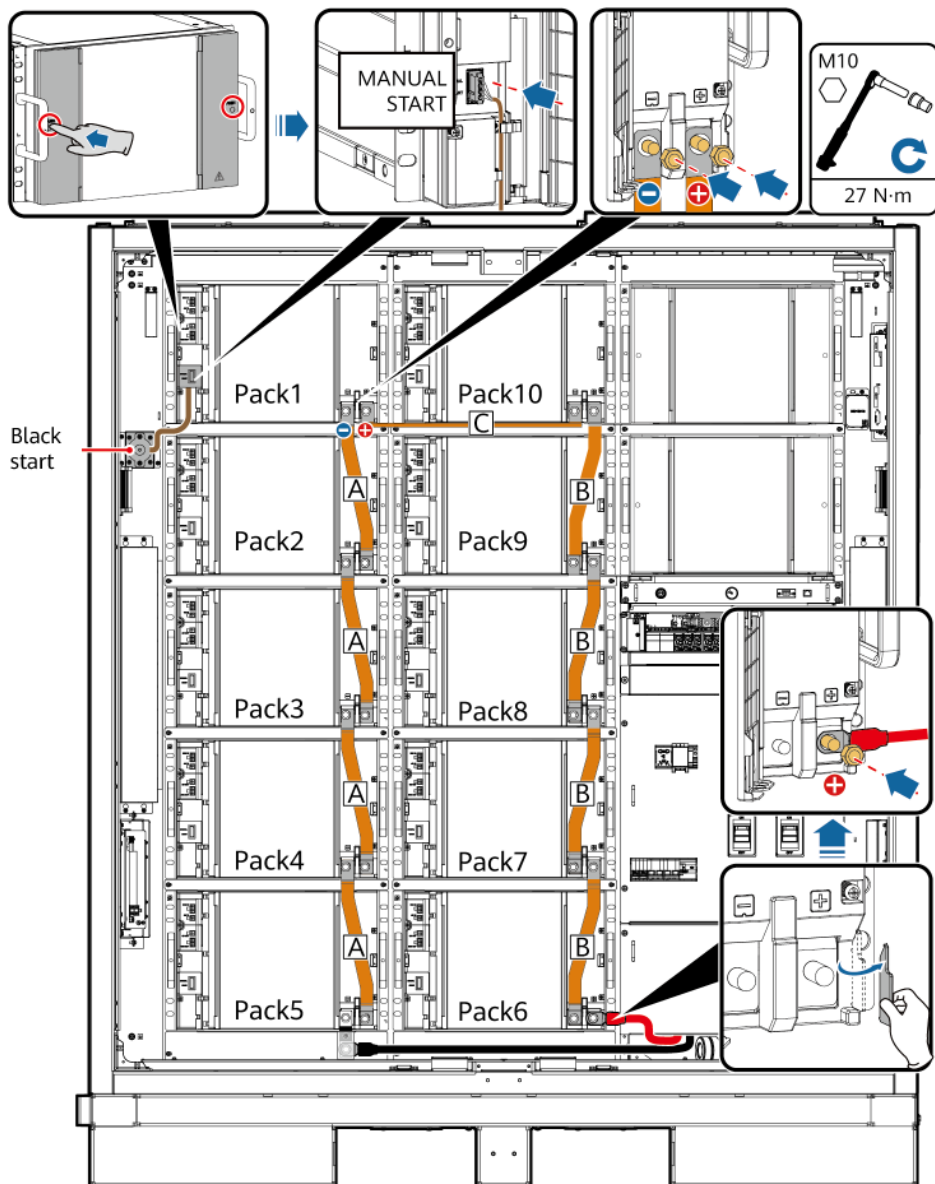 MANUAL
START
M10
27 N·m
Pack1
Pack10
C
Black
start
A
B
Pack2
Pack9
A
B
Pack3
Pack8
A
B
Pack4
Pack7
A
B
Pack5
Pack6